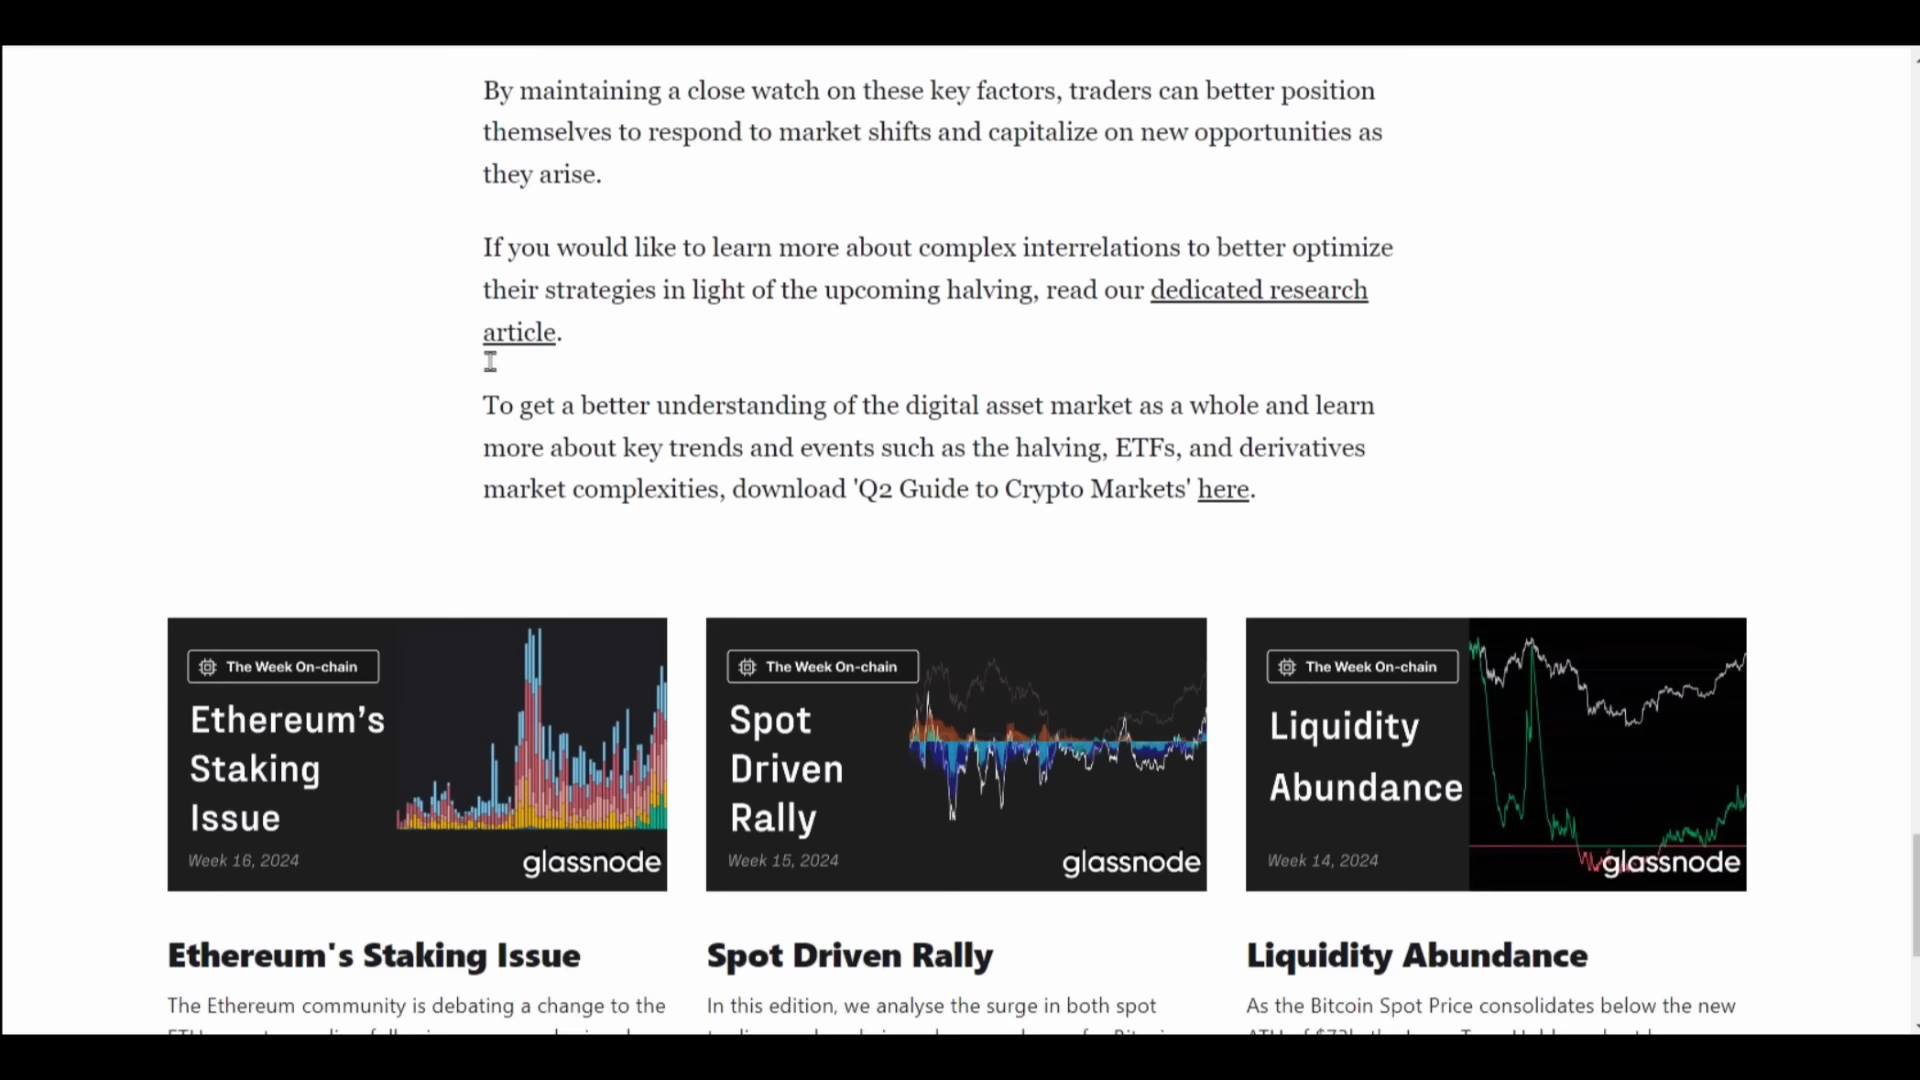 By maintaining a close watch on these key factors, traders can better position
themselves to respond to market shifts and capitalize on new opportunities as
they arise.
If you would like to learn more about complex interrelations to better optimize
their strategies in light of the upcoming halving, read our dedicated research
article.
To get a better understanding of the digital asset market as a whole and learn
more about key trends and events such as the halving, ETFs, and derivatives
market complexities, download 'Q2 Guide to Crypto Markets' here.
The Week On-chain
Ethereum’s
Staking
Issue
Week 16, 2024
glassnode
The Week On-chain
Spot
Driven
Rally
Week 15, 2024
glassnode
The Week On-chain
Liquidity
Abundance
Week 14, 2024
glassnode
Ethereum's Staking Issue
The Ethereum community is debating a change to the
Spot Driven Rally
In this edition, we analyse the surge in both spot
Liquidity Abundance
As the Bitcoin Spot Price consolidates below the new